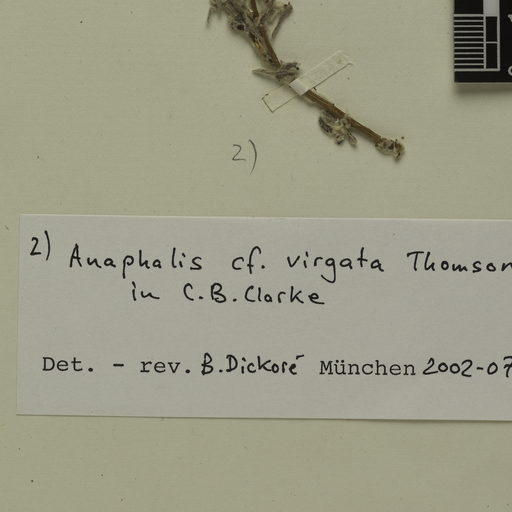 2)
2) Anaphalis cf. virgata Thomson
in C.B. Clarke
Det. - rev. B. Dickoré München 2002-07